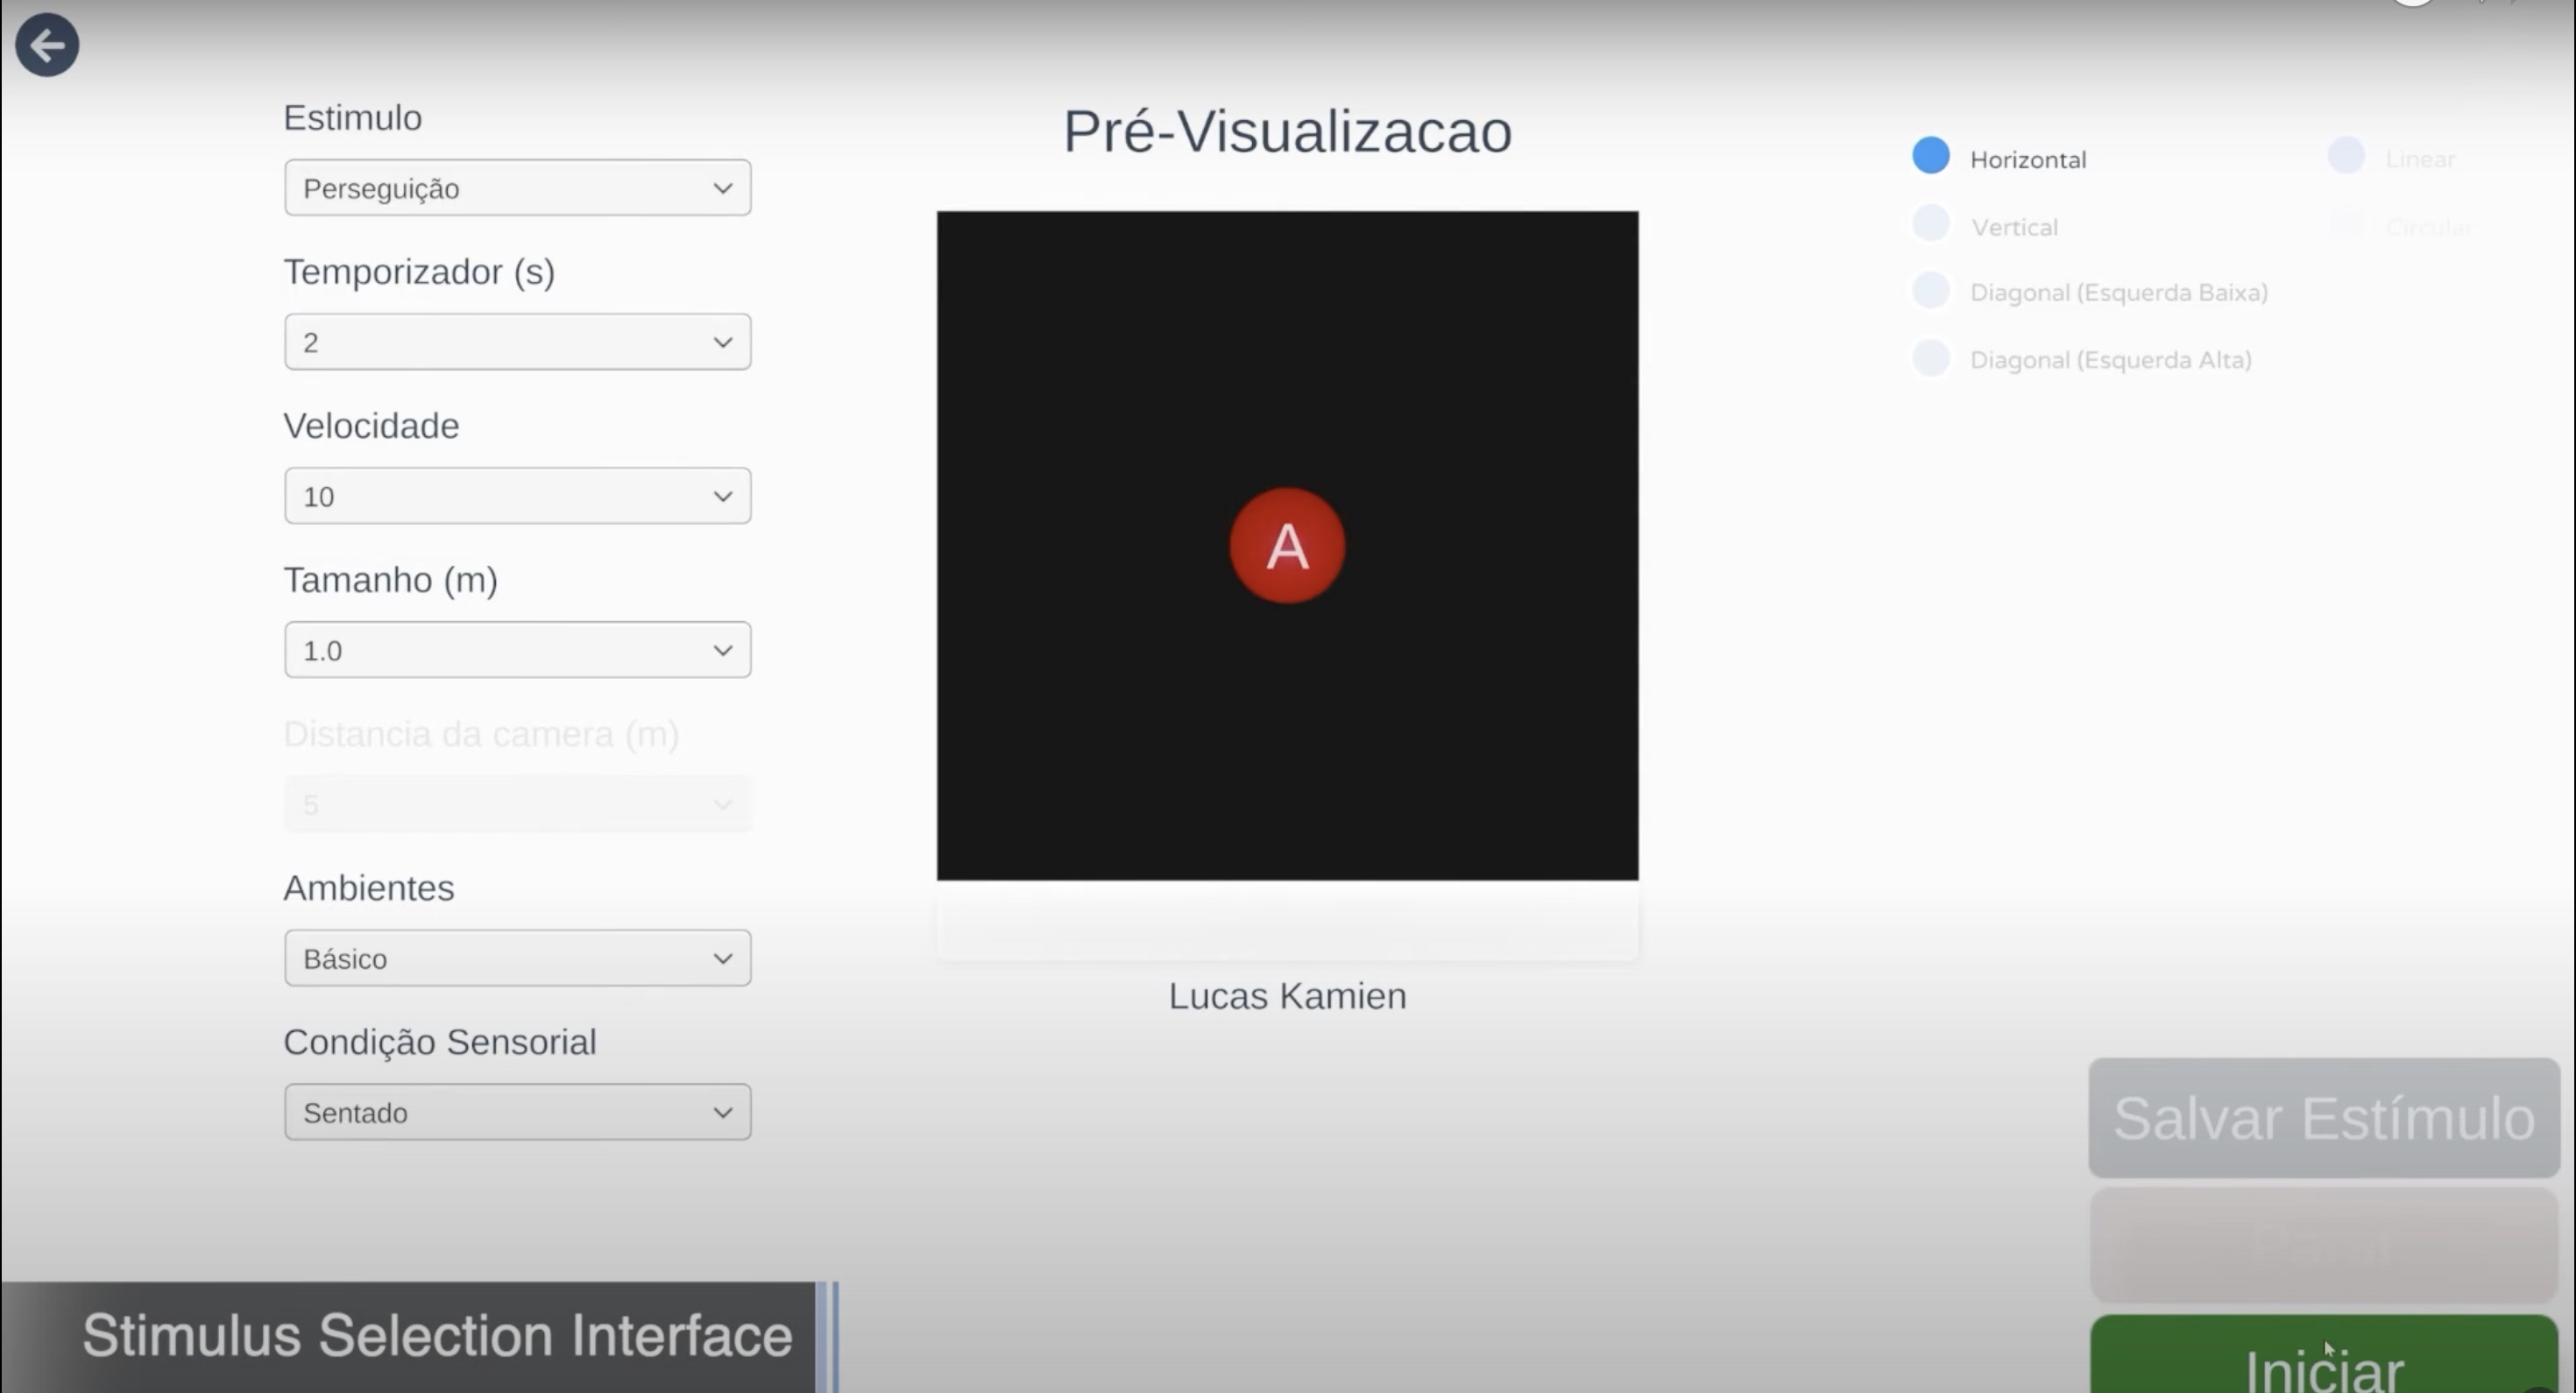 Estimulo
Perseguição
Temporizador (s)
2
Velocidade
10
Tamanho (m)
1.0
Distancia da camera (m)
5
Ambientes
Básico
Condição Sensorial
Sentado
Pré-Visualizacao
A
Lucas Kamien
Horizontal
Vertical
Diagonal (Esquerda Baixa)
Diagonal (Esquerda Alta)
Linear
Circular
Salvar Estímulo
Parar
Iniciar
Stimulus Selection Interface